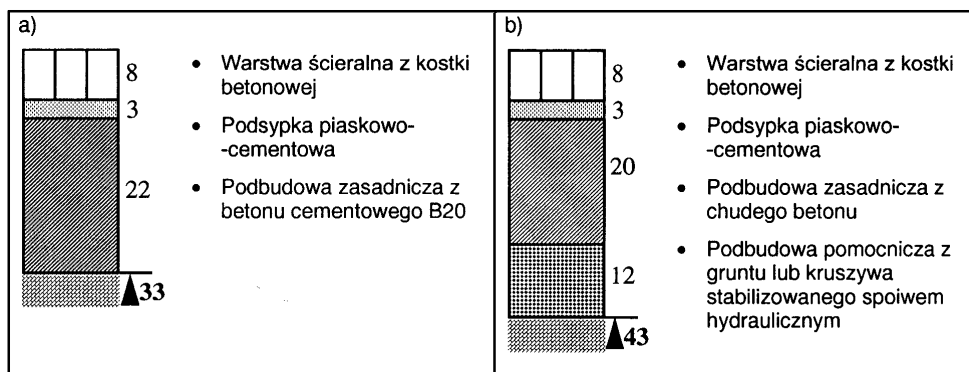 a)
8
3
22
33
• Warstwa ścieralna z kostki
betonowej
• Podsypka piaskowo-
-cementowa
• Podbudowa zasadnicza z
betonu cementowego B20
b)
8
3
20
12
43
• Warstwa ścieralna z kostki
betonowej
• Podsypka piaskowo-
-cementowa
• Podbudowa zasadnicza z
chudego betonu
• Podbudowa pomocnicza z
gruntu lub kruszywa
stabilizowanego spoiwem
hydraulicznym